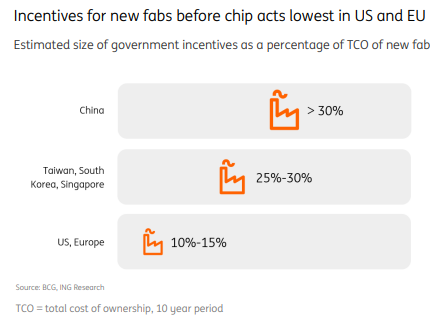 Incentives for new fabs before chip acts lowest in US and EU
Estimated size of government incentives as a percentage of TCO of new fab
China
> 30%
Taiwan, South
Korea, Singapore
25%-30%
US, Europe
10%-15%
Source: BCG, ING Research
TCO = total cost of ownership, 10 year period